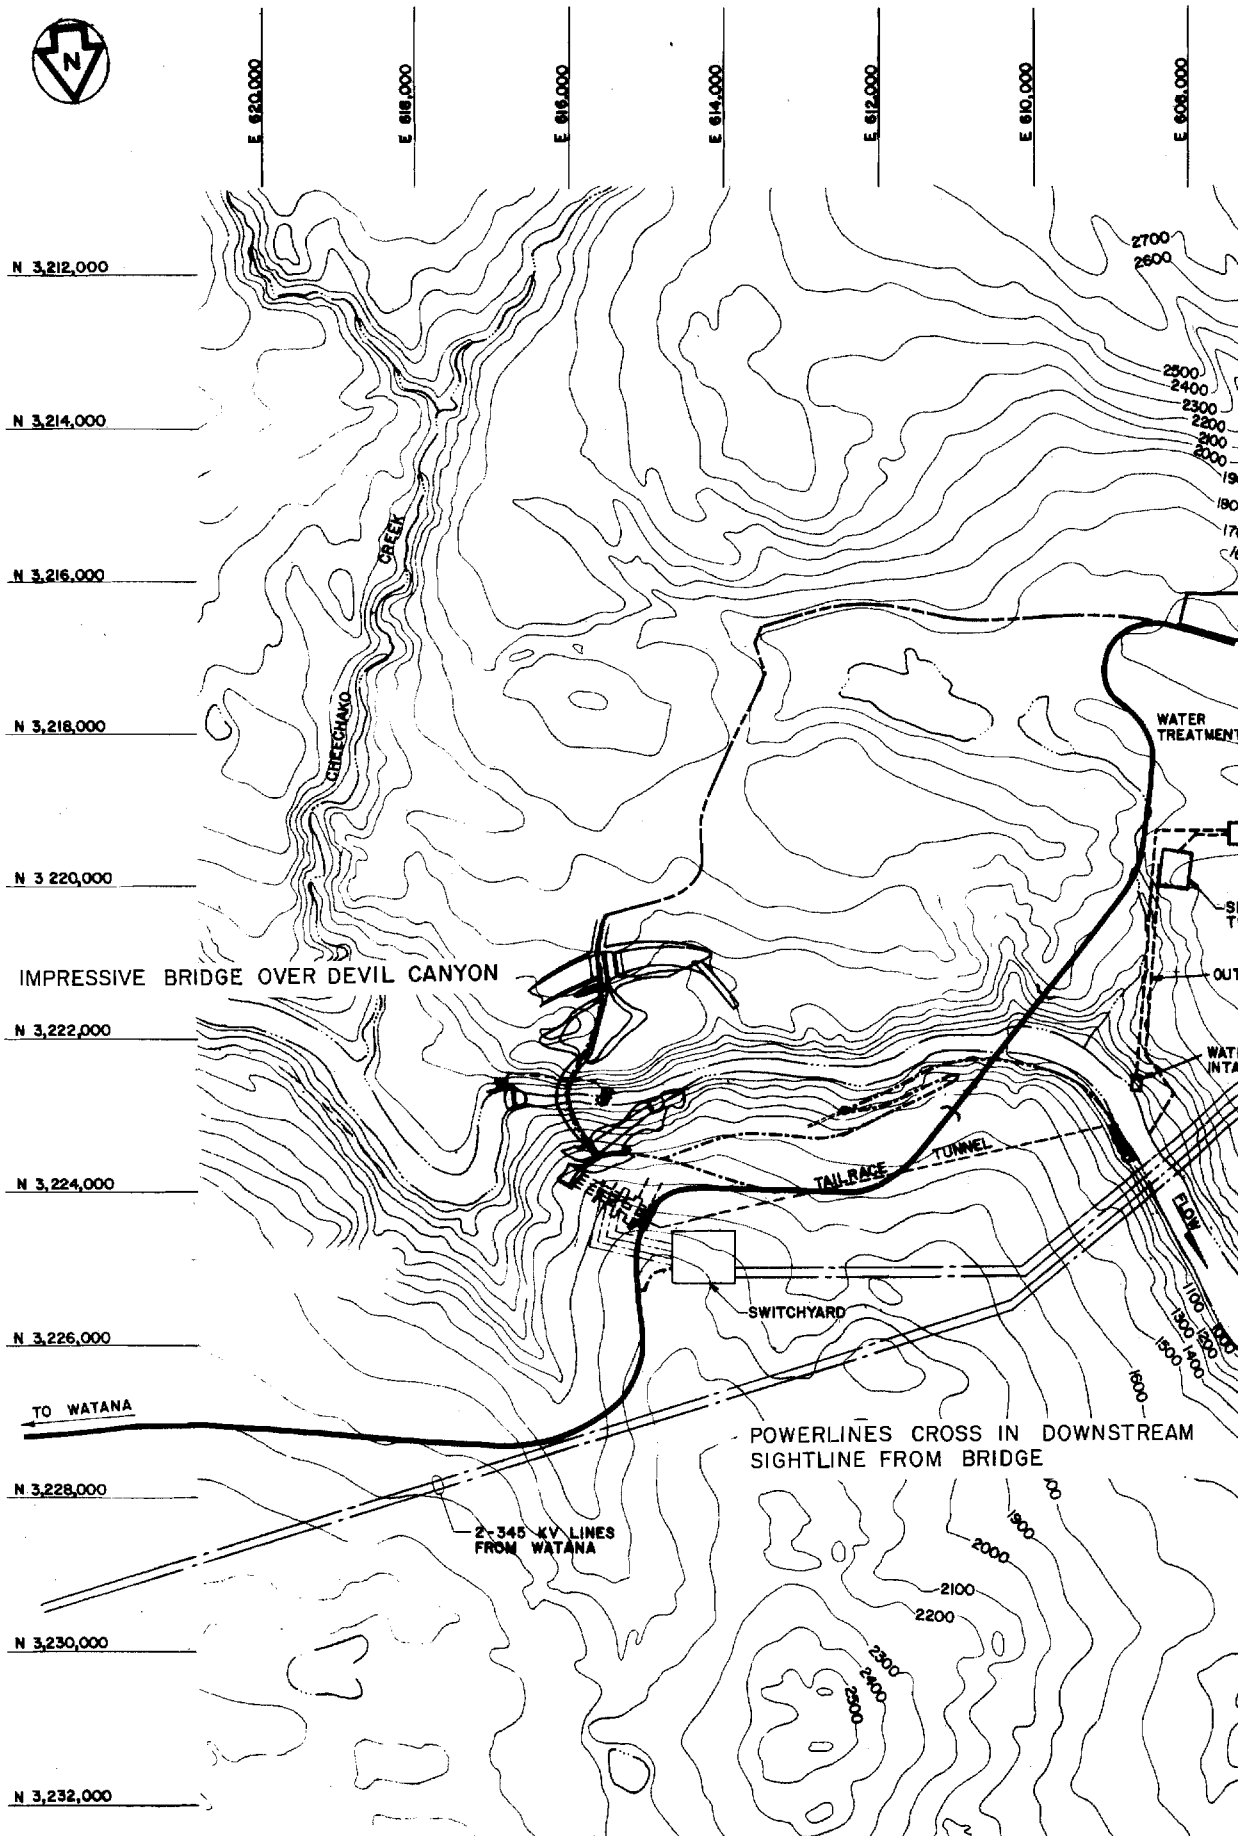 N
E 620,000
E 618,000
E 616,000
E 614,000
E 612,000
E 610,000
E 608,000
2700
2600
N 3,212,000
2500
2400
2300
2200
2100
2000
N 3,214,000
CREEK
N 3,216,000
CHEECHAKO
N 3,218,000
WATER
TREATMENT
N 3 220,000
IMPRESSIVE BRIDGE OVER DEVIL CANYON
N 3,222,000
TAILRACE TUNNEL
N 3,224,000
FLOW
SWITCHYARD
1100
1000
1200
1300
1400
1500
1600
N 3,226,000
TO WATANA
POWERLINES CROSS IN DOWNSTREAM
SIGHTLINE FROM BRIDGE
N 3,228,000
1900
2-345 KV LINES
FROM WATANA
2000
2100
2200
N 3,230,000
2300
2400
2500
N 3,232,000